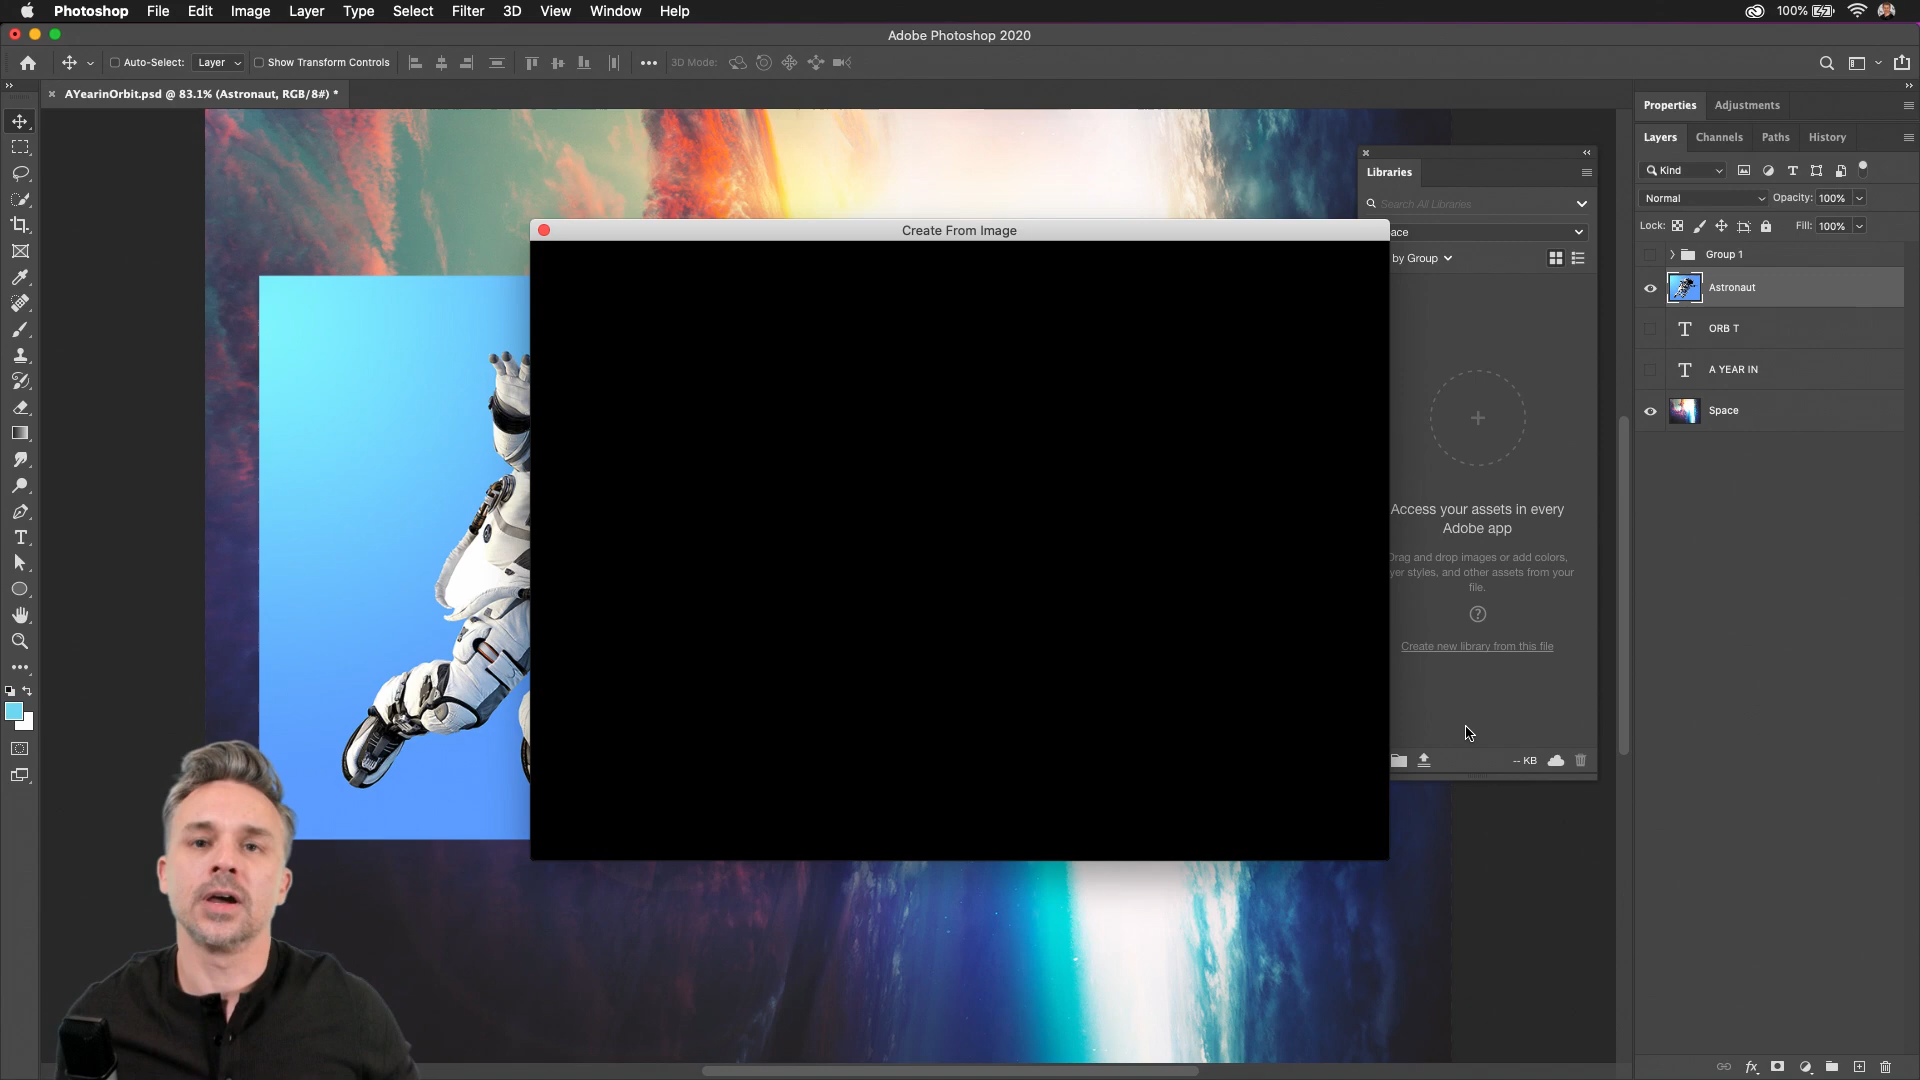 Photoshop File Edit Image Layer Type Select Filter 3D View Window Help 100%
Adobe Photoshop 2020
Auto-Select: Layer Show Transform Controls 3D Mode:
AYearinOrbit.psd @ 83.1% (Astronaut, RGB/8#) *
Properties Adjustments
Layers Channels Paths History
Kind
Normal Opacity: 100%
Lock: Fill: 100%
Group 1
Astronaut
ORB T
A YEAR IN
Space
Libraries
Search All Libraries
ace
by Group
Create From Image
Access your assets in every
Adobe app
Drag and drop images or add colors,
yer styles, and other assets from your
file.
?
Create new library from this file
-- KB